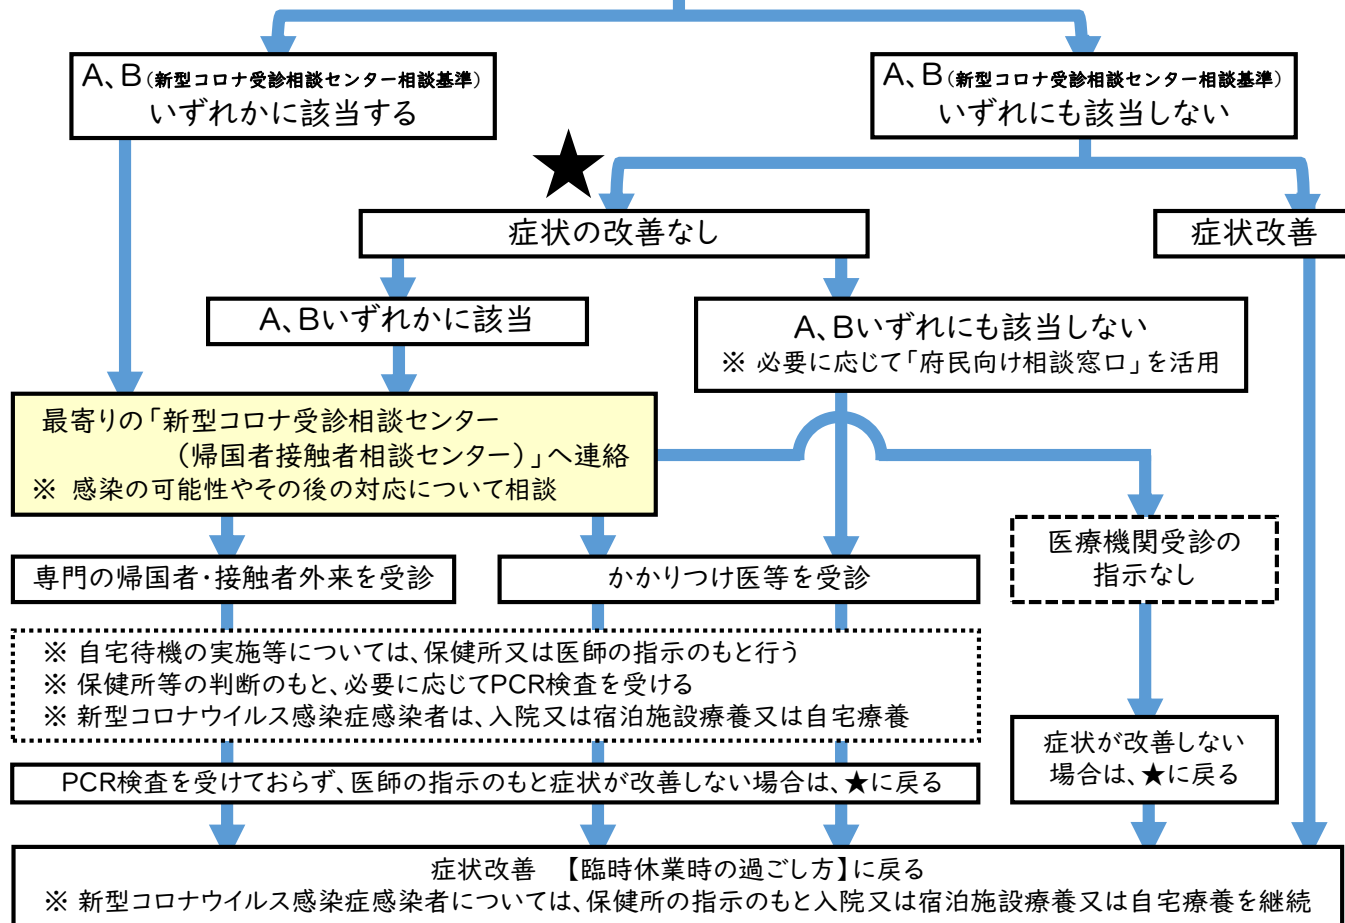 A、B(新型コロナ受診相談センター相談基準)
いずれかに該当する
A、B(新型コロナ受診相談センター相談基準)
いずれにも該当しない
★
症状の改善なし
症状改善
A、Bいずれかに該当
A、Bいずれにも該当しない
※ 必要に応じて「府民向け相談窓口」を活用
最寄りの「新型コロナ受診相談センター
(帰国者接触者相談センター)」へ連絡
※ 感染の可能性やその後の対応について相談
専門の帰国者・接触者外来を受診
かかりつけ医等を受診
医療機関受診の
指示なし
※ 自宅待機の実施等については、保健所又は医師の指示のもと行う
※ 保健所等の判断のもと、必要に応じてPCR検査を受ける
※ 新型コロナウイルス感染症感染者は、入院又は宿泊施設療養又は自宅療養
症状が改善しない
場合は、★に戻る
PCR検査を受けておらず、医師の指示のもと症状が改善しない場合は、★に戻る
症状改善 【臨時休業時の過ごし方】に戻る
※ 新型コロナウイルス感染症感染者については、保健所の指示のもと入院又は宿泊施設療養又は自宅療養を継続